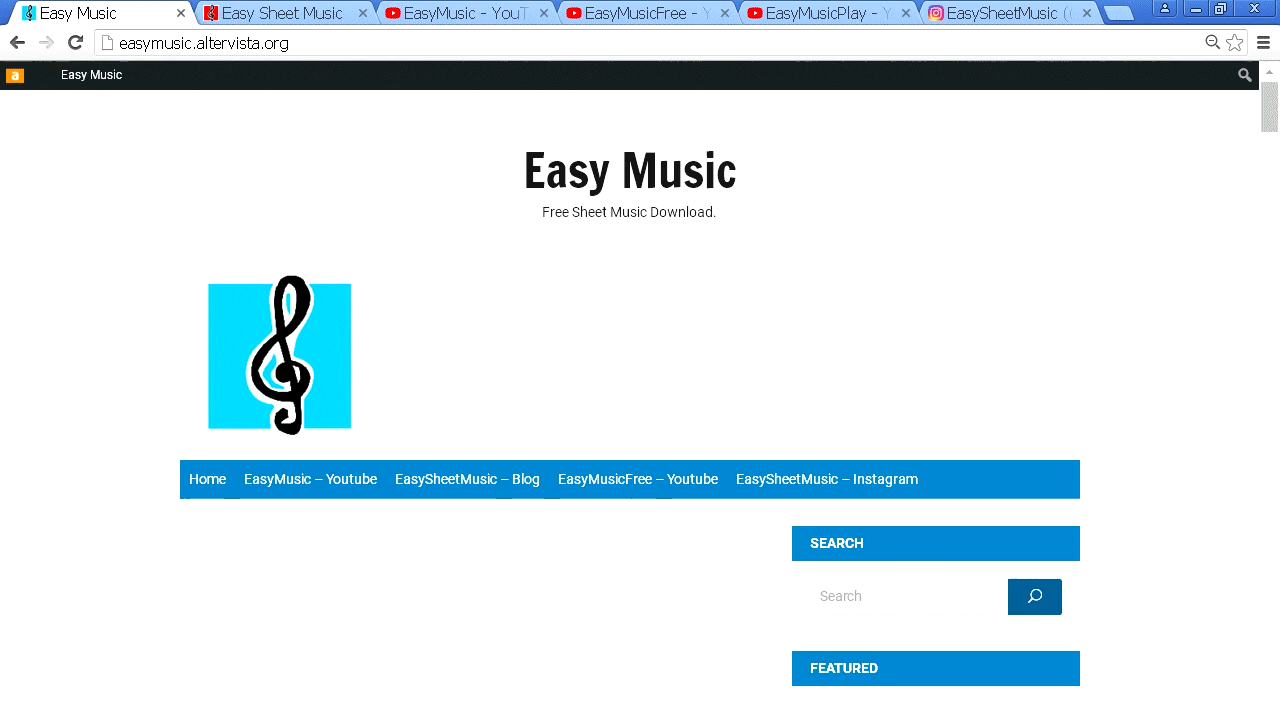 Easy Music
Easy Sheet Music
EasyMusic - YouT
EasyMusicFree - Y
EasyMusicPlay - Y
EasySheetMusic (
easymusic.altervista.org
a
Easy Music
Easy Music
Free Sheet Music Download.
Home EasyMusic – Youtube EasySheetMusic – Blog EasyMusicFree – Youtube EasySheetMusic – Instagram
SEARCH
Search
FEATURED